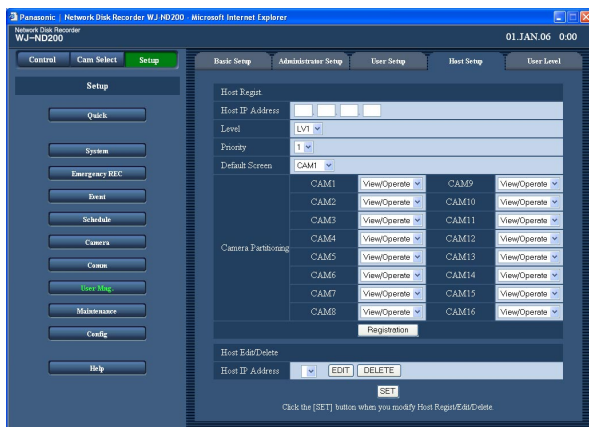 Panasonic | Network Disk Recorder WJ-ND200 - Microsoft Internet Explorer
Network Disk Recorder
WJ-ND200
01.JAN.06 0:00
Control Cam Select Setup
Basic Setup Administrator Setup User Setup Host Setup User Level
Setup
Quick
System
Emergency REC
Event
Schedule
Camera
Comm
User Mng.
Maintenance
Config
Help
Host Regist.
Host IP Address . . .
Level LV1
Priority 1
Default Screen CAM1
Camera Partitioning
CAM1 View/Operate CAM9 View/Operate
CAM2 View/Operate CAM10 View/Operate
CAM3 View/Operate CAM11 View/Operate
CAM4 View/Operate CAM12 View/Operate
CAM5 View/Operate CAM13 View/Operate
CAM6 View/Operate CAM14 View/Operate
CAM7 View/Operate CAM15 View/Operate
CAM8 View/Operate CAM16 View/Operate
Registration
Host Edit/Delete
Host IP Address EDIT DELETE
SET
Click the [SET] button when you modify Host Regist/Edit/Delete.